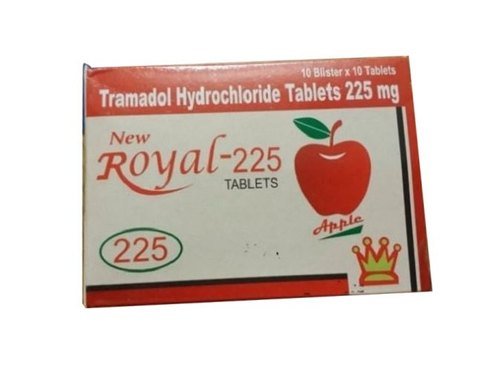 10 Blister x 10 Tablets
Tramadol Hydrochloride Tablets 225 mg
New
Royal-225
TABLETS
Apple
225